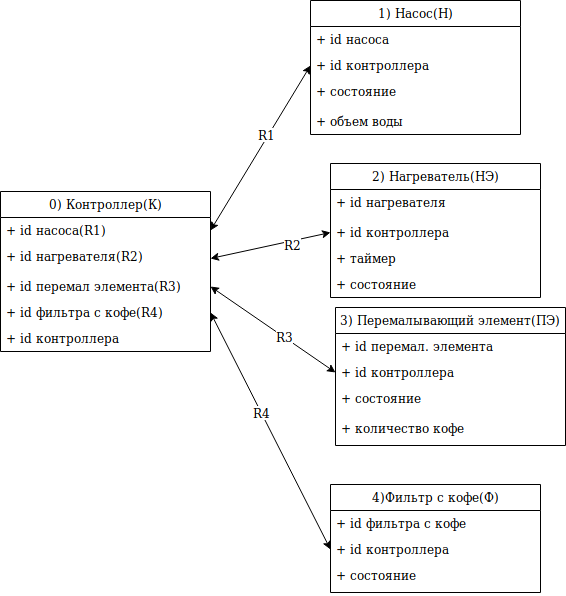 1) Насос(Н)
+ id насоса
+ id контроллера
+ состояние
+ объем воды
R1
2) Нагреватель(НЭ)
+ id нагревателя
+ id контроллера
+ таймер
+ состояние
0) Контроллер(К)
+ id насоса(R1)
+ id нагревателя(R2)
+ id перемал элемента(R3)
+ id фильтра с кофе(R4)
+ id контроллера
R2
3) Перемалывающий элемент(ПЭ)
+ id перемал. элемента
+ id контроллера
+ состояние
+ количество кофе
R3
R4
4)Фильтр с кофе(Ф)
+ id фильтра с кофе
+ id контроллера
+ состояние